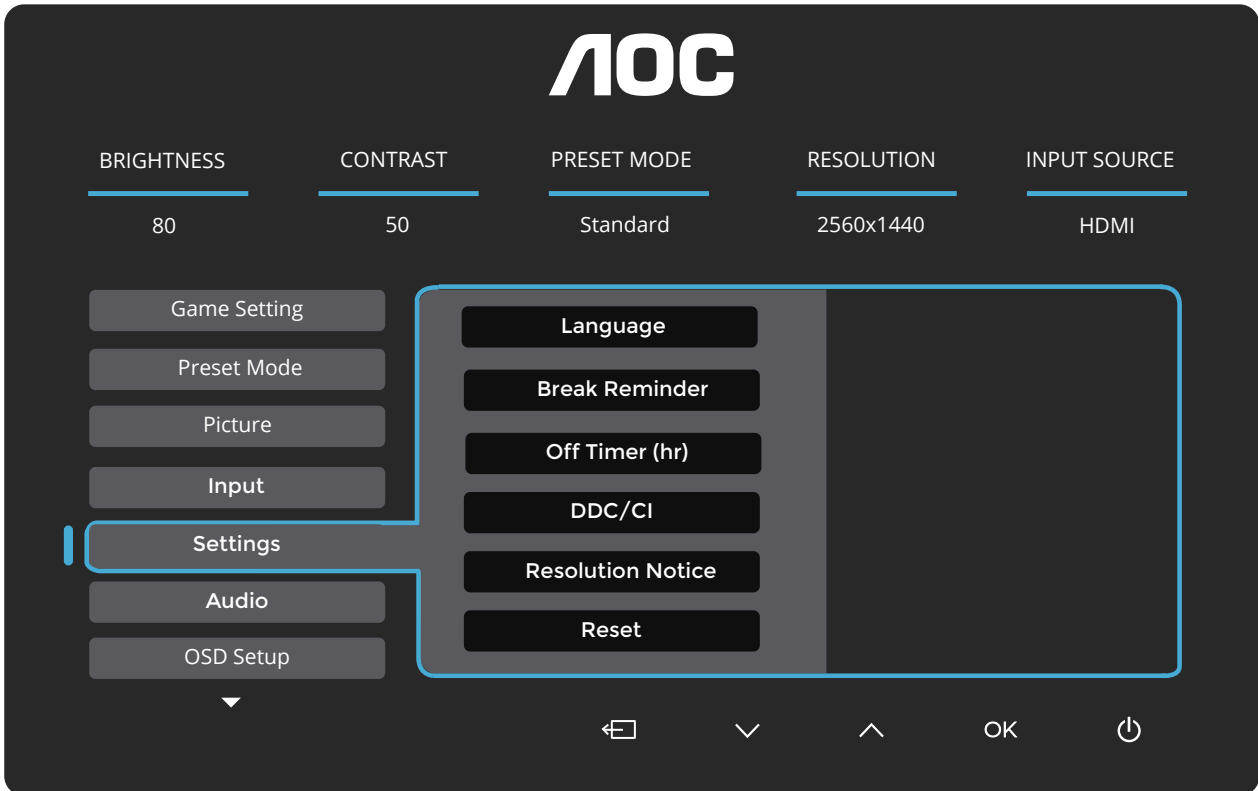 AOC
BRIGHTNESS CONTRAST PRESET MODE RESOLUTION INPUT SOURCE
80 50 Standard 2560x1440 HDMI
Game Setting
Preset Mode
Picture
Input
Settings
Audio
OSD Setup
Language
Break Reminder
Off Timer (hr)
DDC/CI
Resolution Notice
Reset
OK